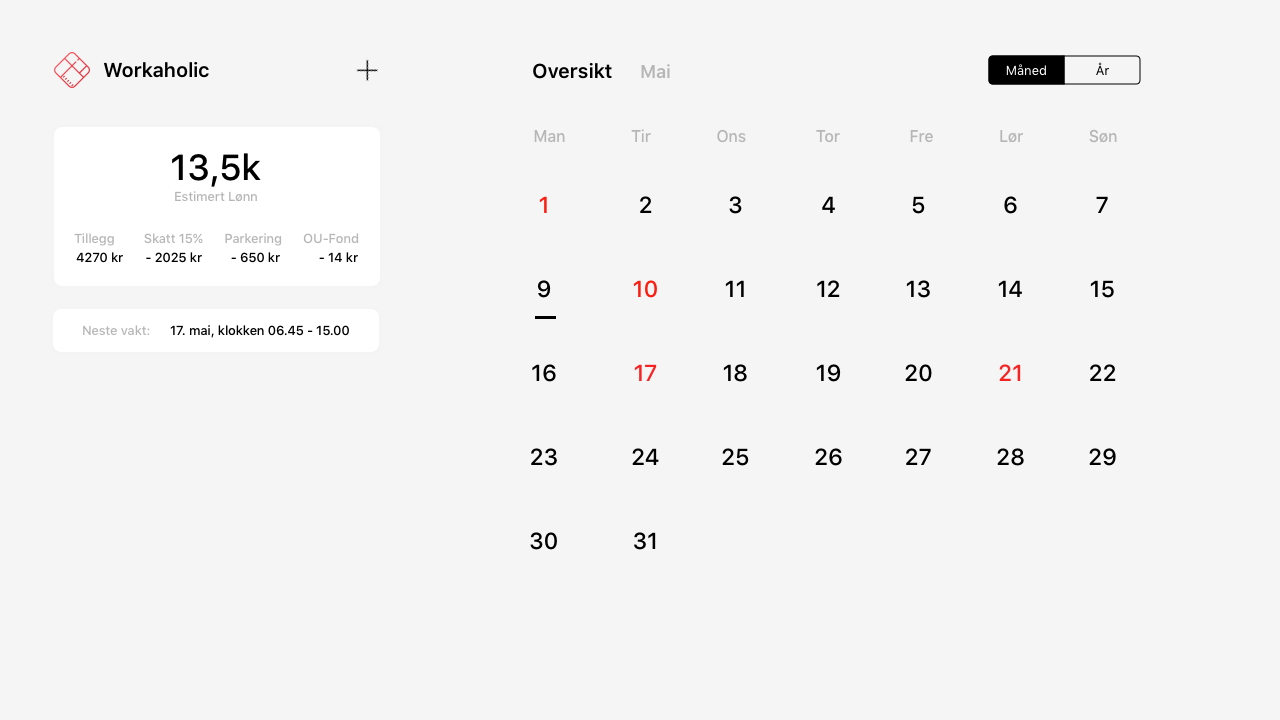 Workaholic
13,5k
Estimert Lønn
Tillegg Skatt 15% Parkering OU-Fond
4270 kr - 2025 kr - 650 kr - 14 kr
Neste vakt: 17. mai, klokken 06.45 - 15.00
Oversikt Mai
Måned År
Man Tir Ons Tor Fre Lør Søn
1 2 3 4 5 6 7
9 10 11 12 13 14 15
16 17 18 19 20 21 22
23 24 25 26 27 28 29
30 31